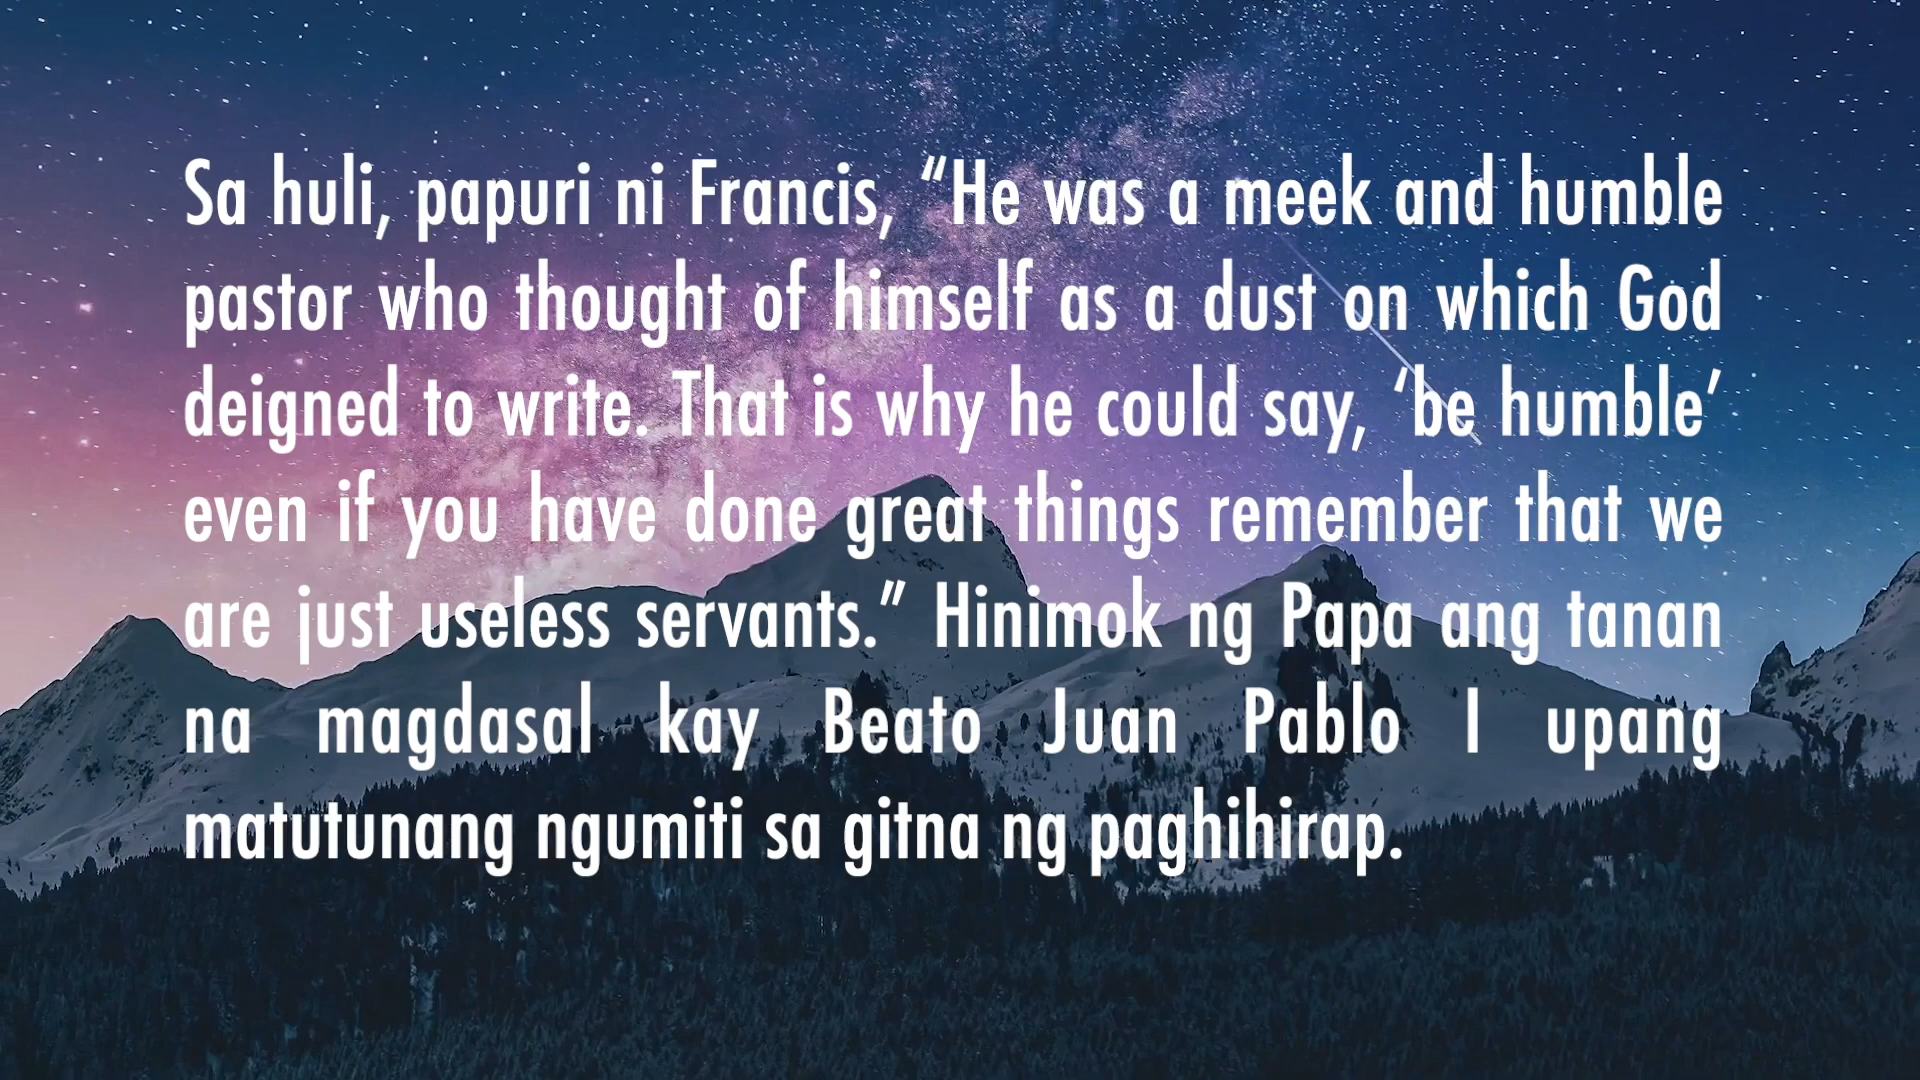 Sa huli, papuri ni Francis, “He was a meek and humble
pastor who thought of himself as a dust on which God
deigned to write. That is why he could say, ‘be humble’
even if you have done great things remember that we
are just useless servants.” Hinimok ng Papa ang tanan
na magdasal kay Beato Juan Pablo I upang
matutunang ngumiti sa gitna ng paghihirap.